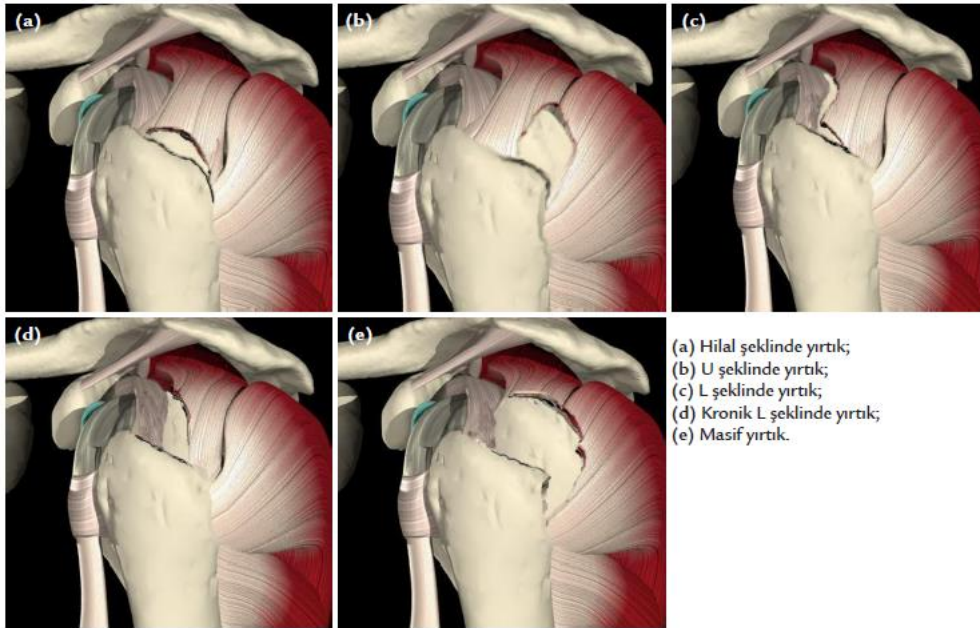 (a)
(b)
(c)
(d)
(e)
(a) Hilal şeklinde yırtık;
(b) U şeklinde yırtık;
(c) L şeklinde yırtık;
(d) Kronik L şeklinde yırtık;
(e) Masif yırtık.